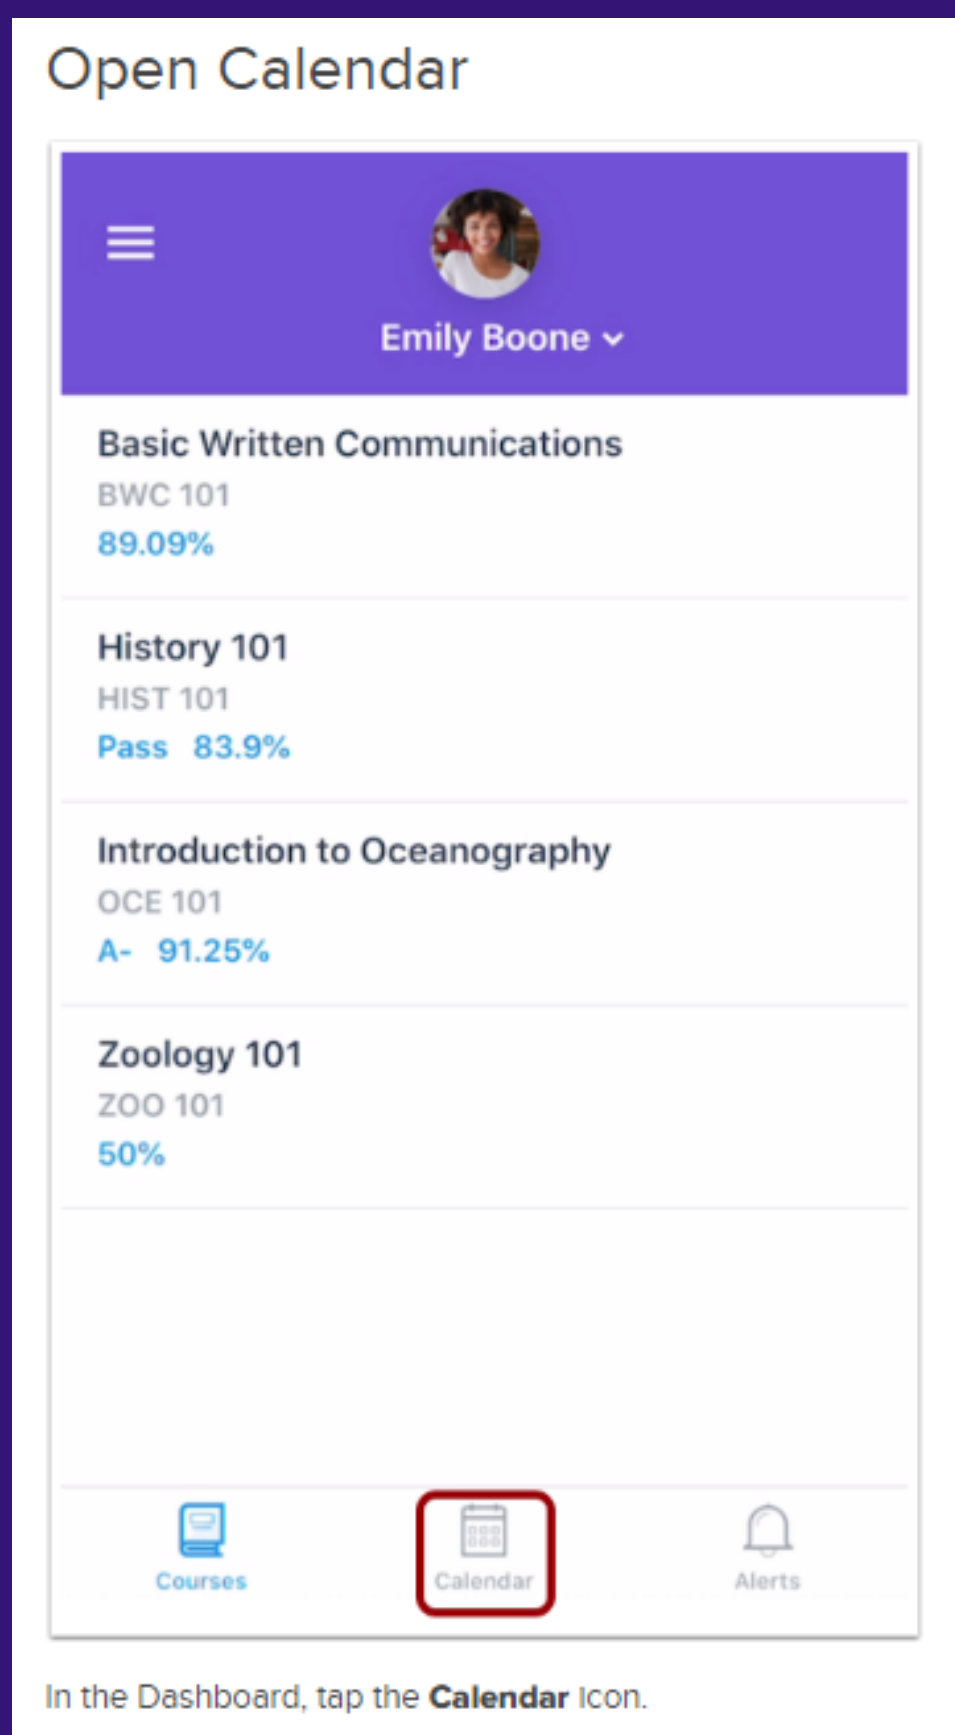 Open Calendar
Emily Boone
Basic Written Communications
BWC 101
89.09%
History 101
HIST 101
Pass 83.9%
Introduction to Oceanography
OCE 101
A- 91.25%
Zoology 101
ZOO 101
50%
Courses Calendar Alerts
In the Dashboard, tap the Calendar icon.